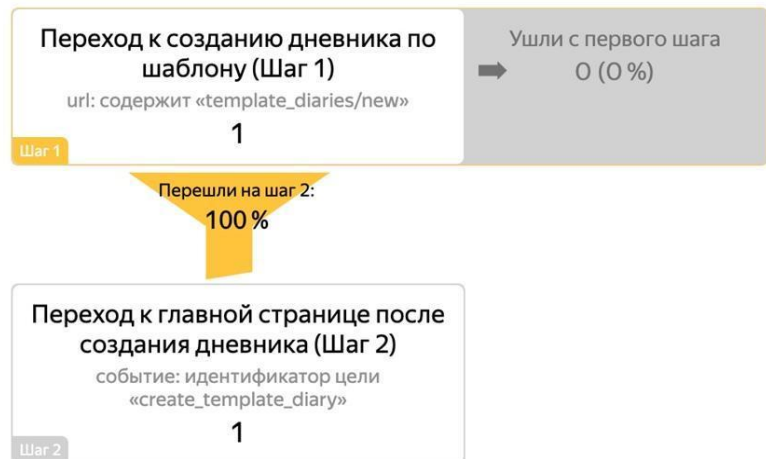 Переход к созданию дневника по
шаблону (Шаг 1)
url: содержит «template_diaries/new»
1
Шаг 1
Ушли с первого шага
0 (0 %)
Перешли на шаг 2:
100 %
Переход к главной странице после
создания дневника (Шаг 2)
событие: идентификатор цели
«create_template_diary»
1
Шаг 2